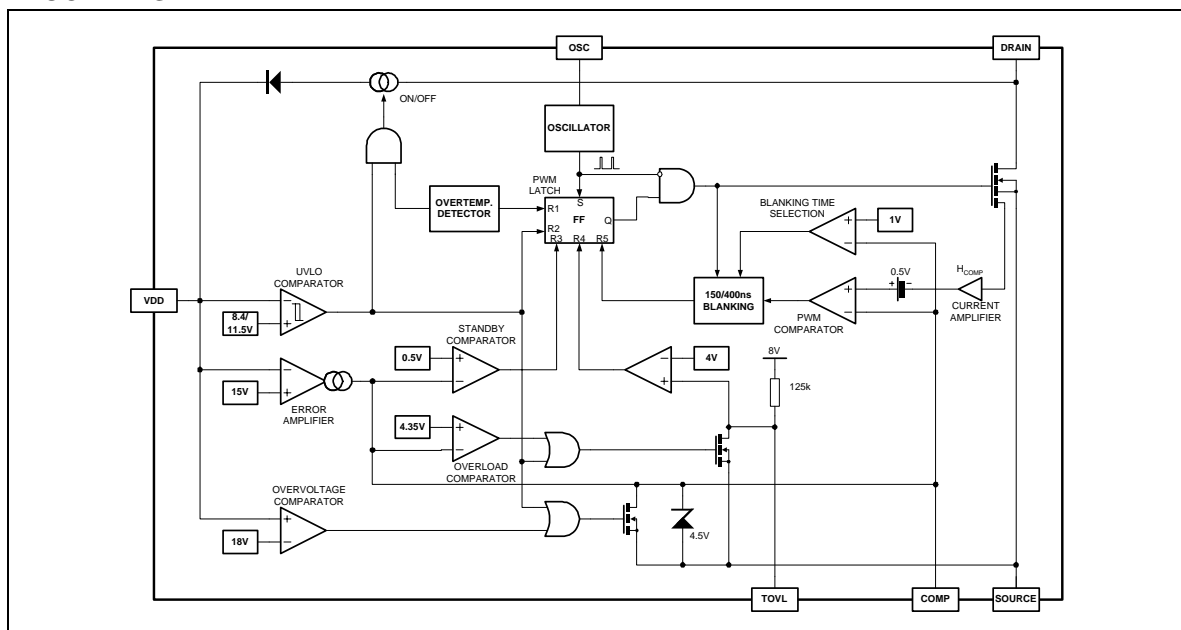 OSC
DRAIN
ON/OFF
OSCILLATOR
PWM
LATCH
OVERTEMP.
DETECTOR
R1
S
FF
Q
R2
R3
R4
R5
BLANKING TIME
SELECTION
1V
+
−
UVLO
COMPARATOR
VDD
−
+
8.4/
11.5V
150/400ns
BLANKING
+
−
PWM
COMPARATOR
0.5V
+
−
HCOMP
CURRENT
AMPLIFIER
STANDBY
COMPARATOR
0.5V
+
−
−
+
4V
8V
125k
15V
−
+
ERROR
AMPLIFIER
4.35V
+
−
OVERLOAD
COMPARATOR
OVERVOLTAGE
COMPARATOR
+
−
18V
4.5V
TOVL
COMP
SOURCE